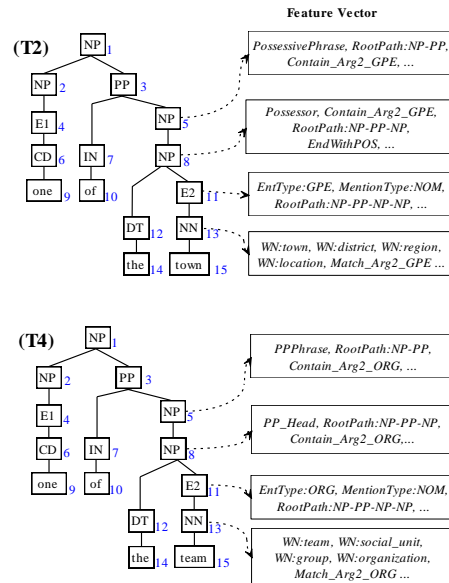 Feature Vector
(T2)
NP 1
PossessivePhrase, RootPath:NP-PP,
Contain_Arg2_GPE, ...
NP 2
PP 3
E1 4
NP 5
Possessor, Contain_Arg2_GPE,
RootPath:NP-PP-NP,
EndWithPOS, ...
CD 6
IN 7
NP 8
one 9
of 10
E2 11
EntType:GPE, MentionType:NOM,
RootPath:NP-PP-NP-NP, ...
DT 12
NN 13
WN:town, WN:district, WN:region,
WN:location, Match_Arg2_GPE ...
the 14
town 15
(T4)
NP 1
PPPhrase, RootPath:NP-PP,
Contain_Arg2_ORG, ...
NP 2
PP 3
E1 4
NP 5
PP_Head, RootPath:NP-PP-NP,
Contain_Arg2_ORG,...
CD 6
IN 7
NP 8
one 9
of 10
E2 11
EntType:ORG, MentionType:NOM,
RootPath:NP-PP-NP-NP, ...
DT 12
NN 13
WN:team, WN:social_unit,
WN:group, WN:organization,
Match_Arg2_ORG ...
the 14
team 15